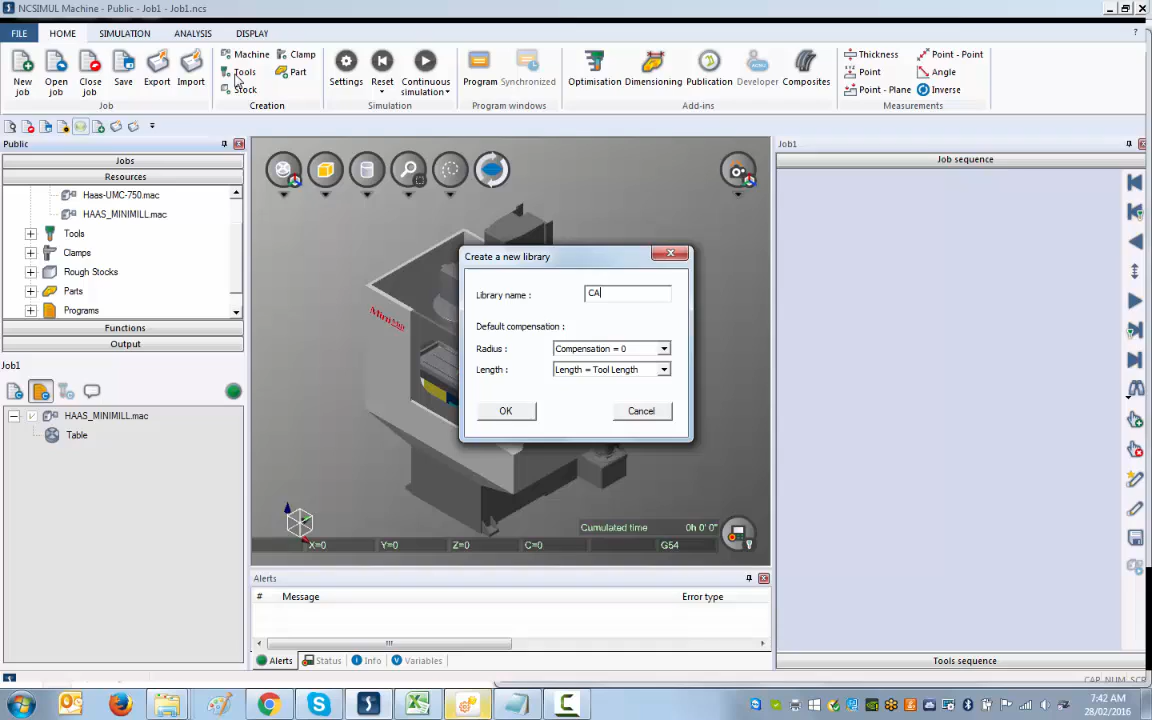 NCSIMUL Machine - Public - Job1 - Job1.ncs
FILE HOME SIMULATION ANALYSIS DISPLAY
New job
Open job
Close job
Save
Export
Import
Job
Machine
Clamp
Tools
Part
Stock
Creation
Settings
Reset
Continuous simulation
Simulation
Program
Synchronized
Program windows
Optimisation
Dimensioning
Publication
Developer
Composites
Add-ins
Thickness
Point - Point
Point
Angle
Point - Plane
Inverse
Measurements
Public
Jobs
Resources
Haas-UMC-750.mac
HAAS_MINIMILL.mac
Tools
Clamps
Rough Stocks
Parts
Programs
Functions
Output
Job1
HAAS_MINIMILL.mac
Table
Create a new library
Library name :
CA
Default compensation :
Radius :
Compensation = 0
Length :
Length = Tool Length
OK
Cancel
Cumulated time 0h 0' 0"
X=0 Y=0 Z=0 C=0 G54
Alerts
# Message Error type
Alerts Status Info Variables
Job1
Job sequence
Tools sequence
CAP NUM SCR
7:42 AM
28/02/2016